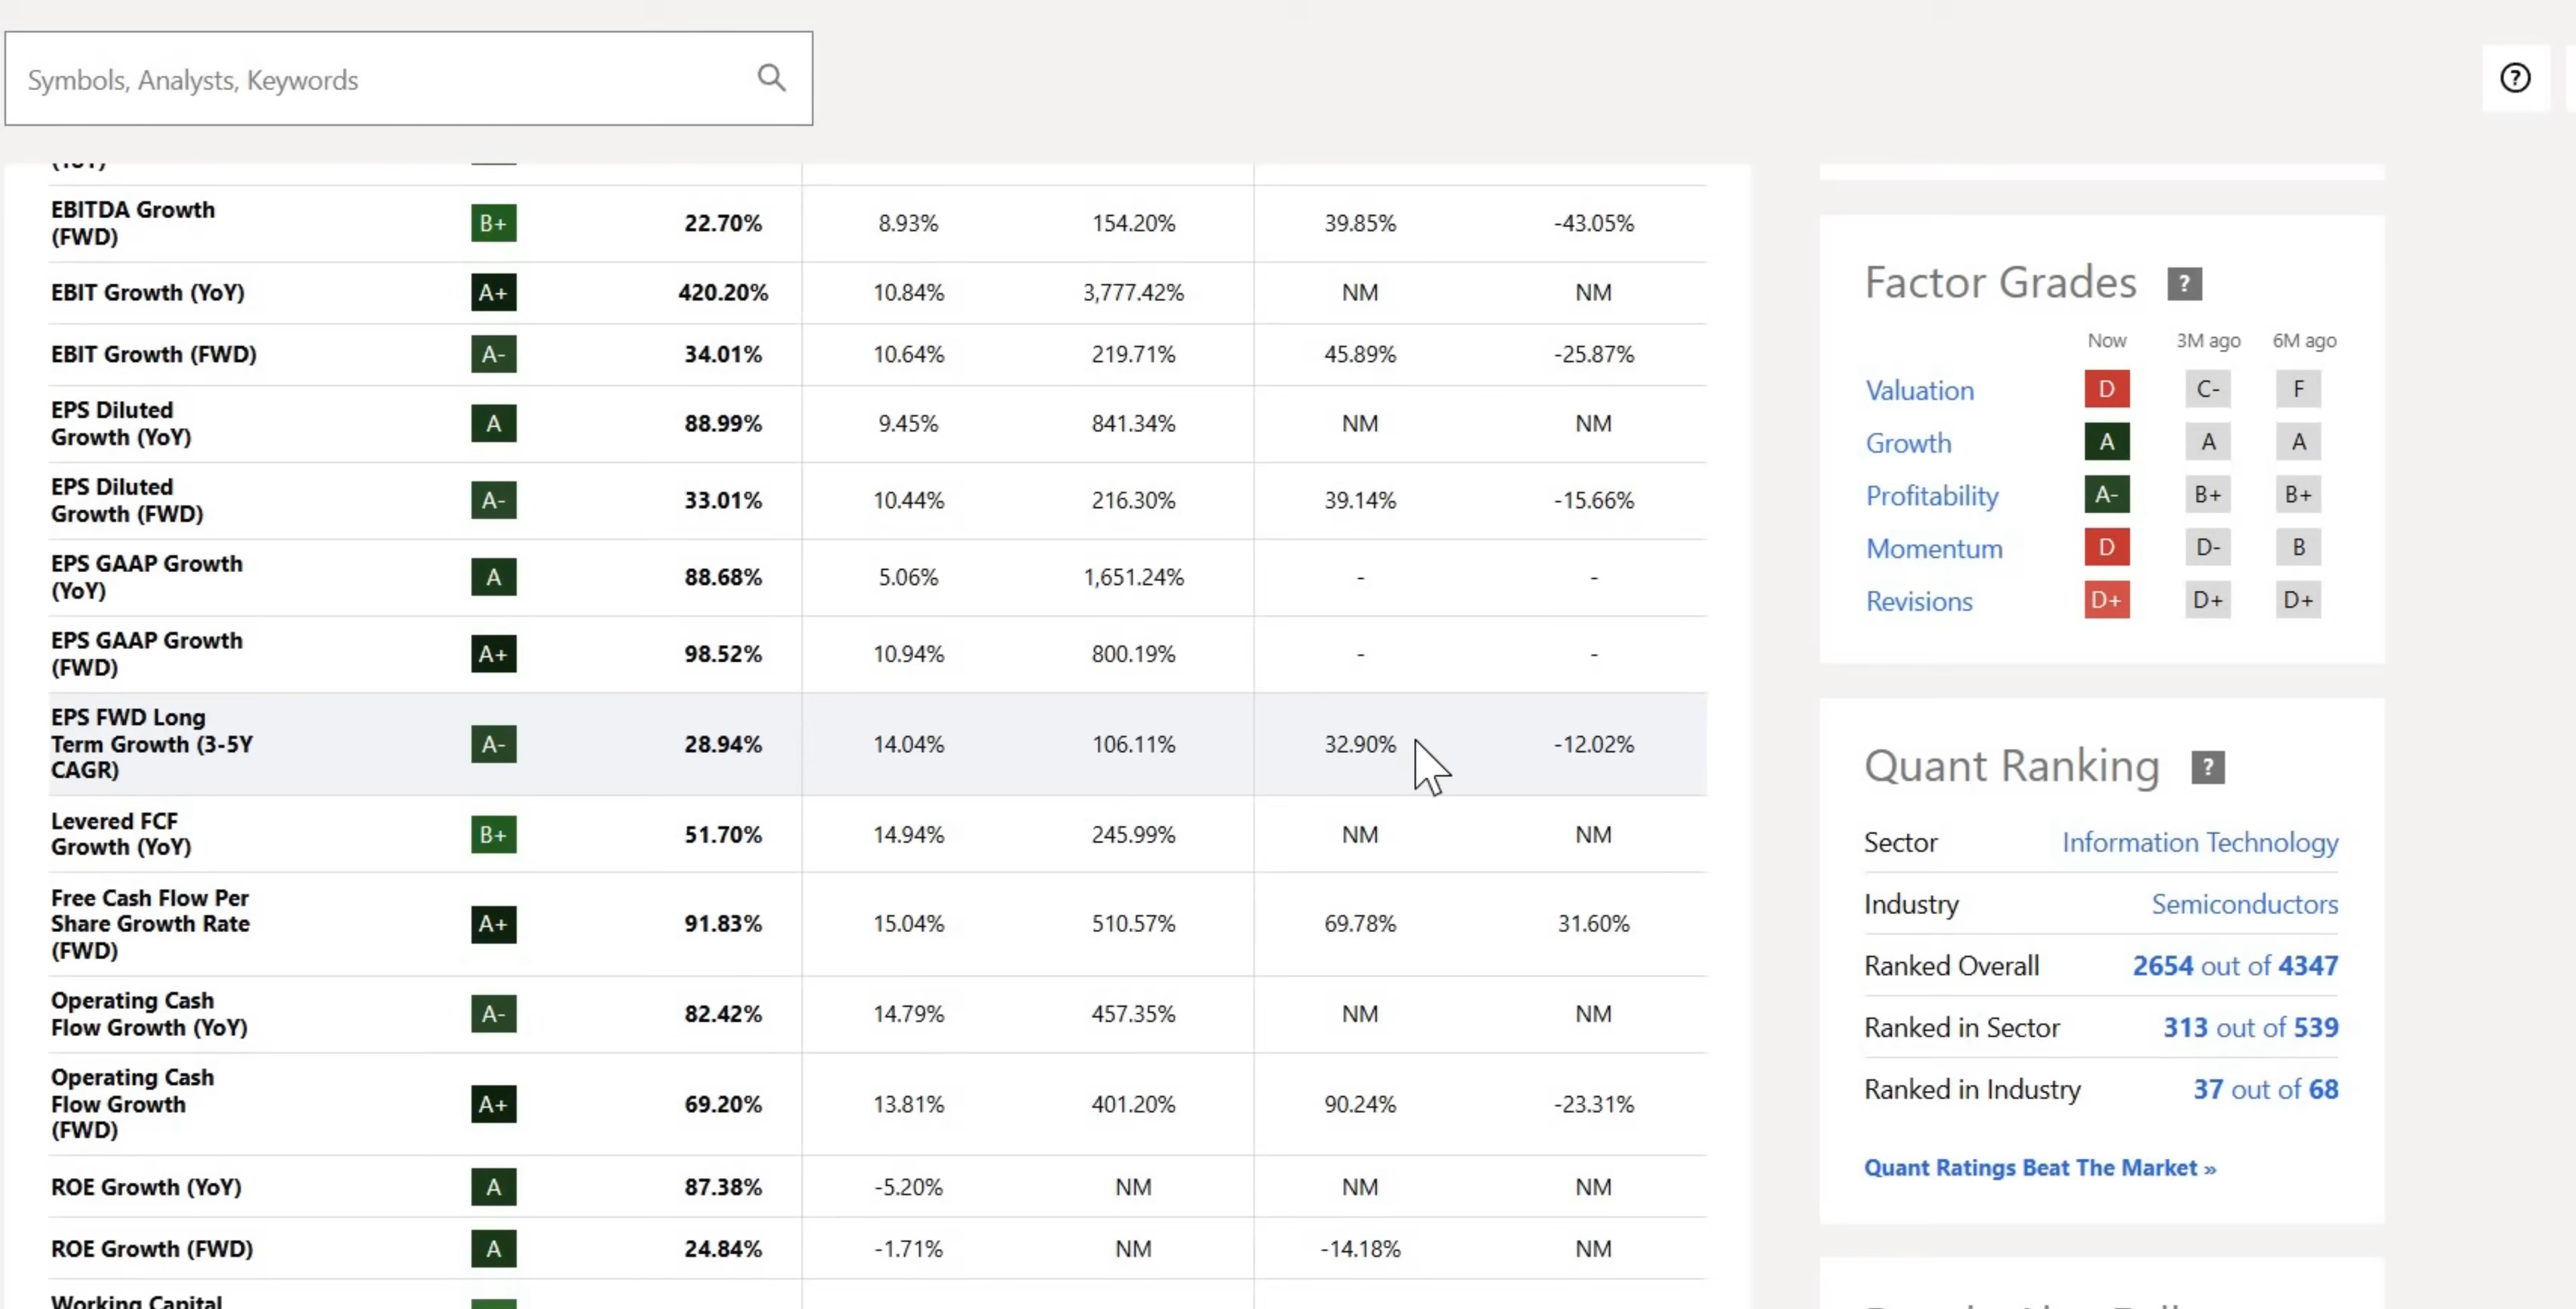 Symbols, Analysts, Keywords
EBITDA Growth
(FWD)
B+ 22.70% 8.93% 154.20% 39.85% -43.05%
EBIT Growth (YoY) A+ 420.20% 10.84% 3,777.42% NM NM
EBIT Growth (FWD) A- 34.01% 10.64% 219.71% 45.89% -25.87%
EPS Diluted
Growth (YoY)
A 88.99% 9.45% 841.34% NM NM
EPS Diluted
Growth (FWD)
A- 33.01% 10.44% 216.30% 39.14% -15.66%
EPS GAAP Growth
(YoY)
A 88.68% 5.06% 1,651.24% - -
EPS GAAP Growth
(FWD)
A+ 98.52% 10.94% 800.19% - -
EPS FWD Long
Term Growth (3-5Y
CAGR)
A- 28.94% 14.04% 106.11% 32.90% -12.02%
Levered FCF
Growth (YoY)
B+ 51.70% 14.94% 245.99% NM NM
Free Cash Flow Per
Share Growth Rate
(FWD)
A+ 91.83% 15.04% 510.57% 69.78% 31.60%
Operating Cash
Flow Growth (YoY)
A- 82.42% 14.79% 457.35% NM NM
Operating Cash
Flow Growth
(FWD)
A+ 69.20% 13.81% 401.20% 90.24% -23.31%
ROE Growth (YoY) A 87.38% -5.20% NM NM NM
ROE Growth (FWD) A 24.84% -1.71% NM -14.18% NM
Working Capital
Factor Grades ?
Now 3M ago 6M ago
Valuation D C- F
Growth A A A
Profitability A- B+ B+
Momentum D D- B
Revisions D+ D+ D+
Quant Ranking ?
Sector Information Technology
Industry Semiconductors
Ranked Overall 2654 out of 4347
Ranked in Sector 313 out of 539
Ranked in Industry 37 out of 68
Quant Ratings Beat The Market »